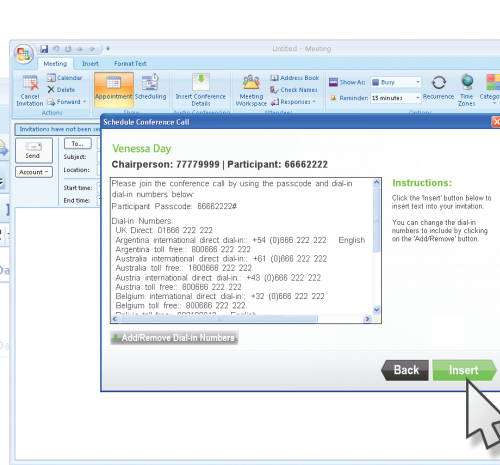 Untitled - Meeting
Meeting Insert Format Text
Cancel Invitation
Calendar
Delete
Forward
Actions
Appointment
Scheduling
Show
Insert Conference Details
Audio Conferencing
Meeting Workspace
Address Book
Check Names
Responses
Attendees
Show As: Busy
Reminder: 15 minutes
Recurrence
Time Zones
Options
Invitations have not been
Send
Account
To...
Subject:
Location:
Start time:
End time:
Schedule Conference Call
Venessa Day
Chairperson: 77779999 | Participant: 66662222
Please join the conference call by using the passcode and dial-in
dial-in numbers below:
Participant Passcode: 66662222#
Dial-in Numbers:
UK Direct: 01666 222 222
Argentina international direct dial-in:: +54 (0)666 222 222 English
Argentina toll free:: 800666 222 222
Australia international direct dial-in:: +61 (0)666 222 222
Australia toll free:: 1800666 222 222
Austria international direct dial-in:: +43 (0)666 222 222
Austria toll free:: 800666 222 222
Belgium international direct dial-in:: +32 (0)666 222 222
Belgium toll free:: 800666 222 222
Add/Remove Dial-in Numbers
Instructions:
Click the 'Insert' button below to
insert text into your invitation.
You can change the dial-in
numbers to include by clicking
on the 'Add/Remove' button.
Back
Insert